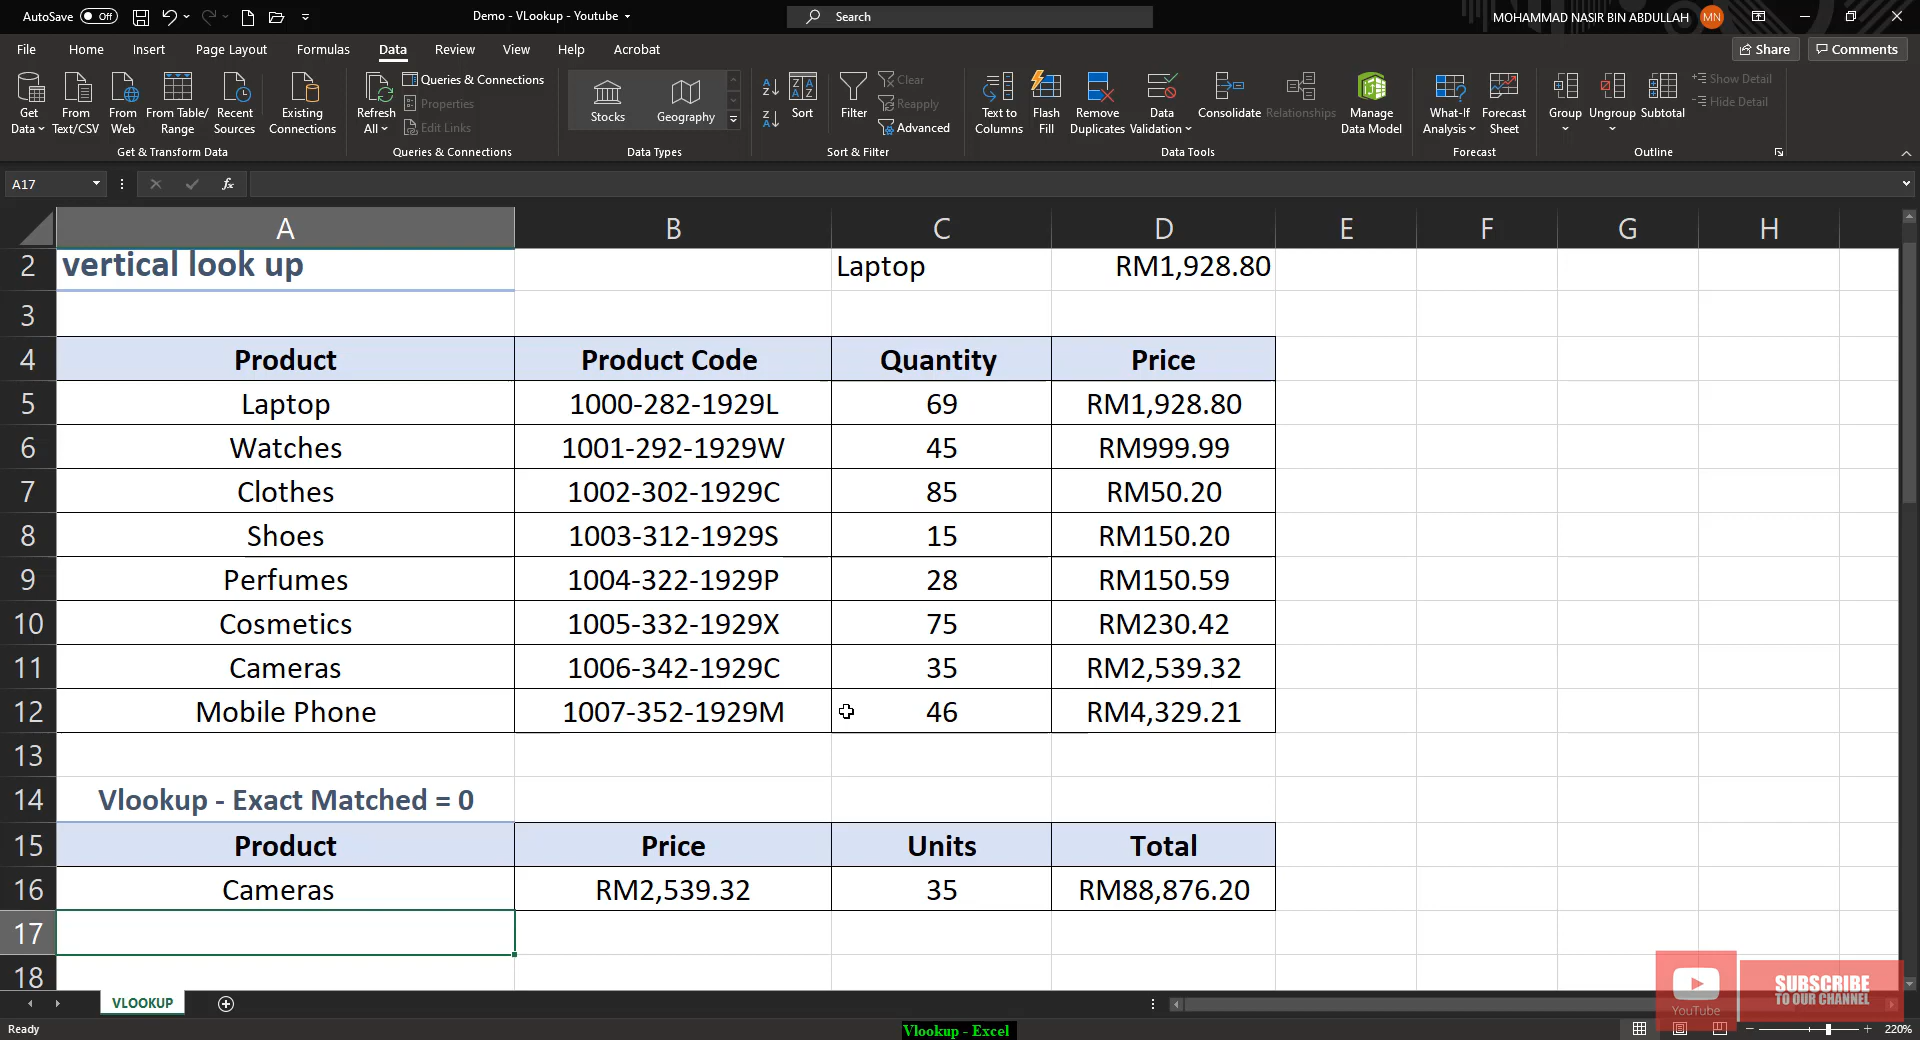 AutoSave Off Demo - VLookup - Youtube Search MOHAMMAD NASIR BIN ABDULLAH MN
File Home Insert Page Layout Formulas Data Review View Help Acrobat Share Comments
Get Data From Text/CSV From Web From Table/ Range Recent Sources Existing Connections
Get & Transform Data
Refresh All Queries & Connections
Properties
Edit Links
Queries & Connections
Stocks Geography
Data Types
Sort Filter Clear
Reapply
Advanced
Sort & Filter
Text to Columns Flash Fill Remove Duplicates Data Validation Consolidate Relationships Manage Data Model
Data Tools
What-If Analysis Forecast Sheet
Forecast
Group Ungroup Subtotal Show Detail
Hide Detail
Outline
A17 fx
A B C D E F G H
2 vertical look up Laptop RM1,928.80
3
4 Product Product Code Quantity Price
5 Laptop 1000-282-1929L 69 RM1,928.80
6 Watches 1001-292-1929W 45 RM999.99
7 Clothes 1002-302-1929C 85 RM50.20
8 Shoes 1003-312-1929S 15 RM150.20
9 Perfumes 1004-322-1929P 28 RM150.59
10 Cosmetics 1005-332-1929X 75 RM230.42
11 Cameras 1006-342-1929C 35 RM2,539.32
12 Mobile Phone 1007-352-1929M 46 RM4,329.21
13
14 Vlookup - Exact Matched = 0
15 Product Price Units Total
16 Cameras RM2,539.32 35 RM88,876.20
17
18
VLOOKUP
YouTube
SUBSCRIBE
TO OUR CHANNEL
Ready Vlookup - Excel 220%